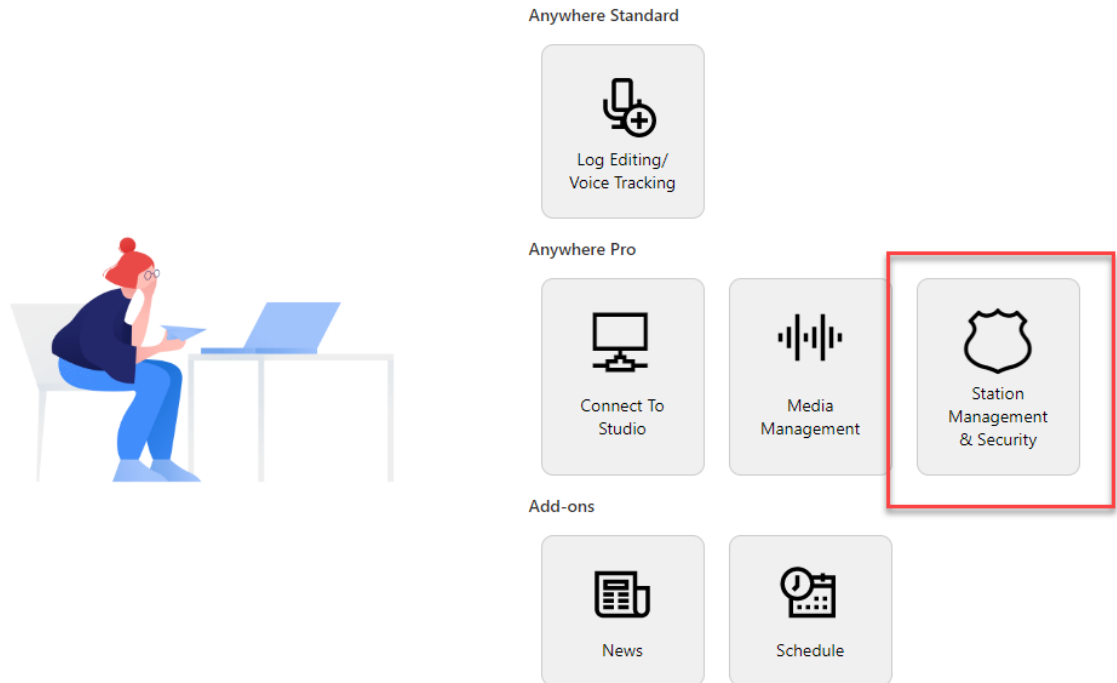 Anywhere Standard
Log Editing/
Voice Tracking
Anywhere Pro
Connect To
Studio
Media
Management
Station
Management
& Security
Add-ons
News
Schedule